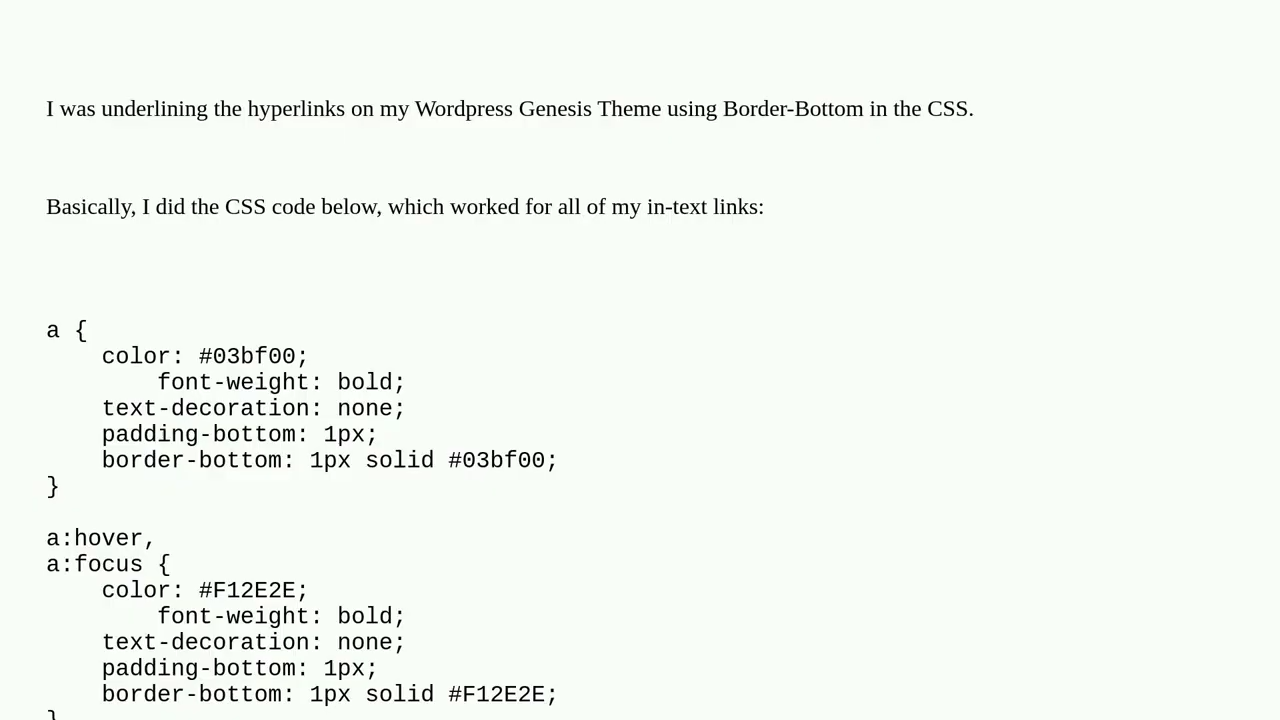 I was underlining the hyperlinks on my Wordpress Genesis Theme using Border-Bottom in the CSS.
Basically, I did the CSS code below, which worked for all of my in-text links:
a {
    color: #03bf00;
        font-weight: bold;
    text-decoration: none;
    padding-bottom: 1px;
    border-bottom: 1px solid #03bf00;
}
a:hover,
a:focus {
    color: #F12E2E;
        font-weight: bold;
    text-decoration: none;
    padding-bottom: 1px;
    border-bottom: 1px solid #F12E2E;
}